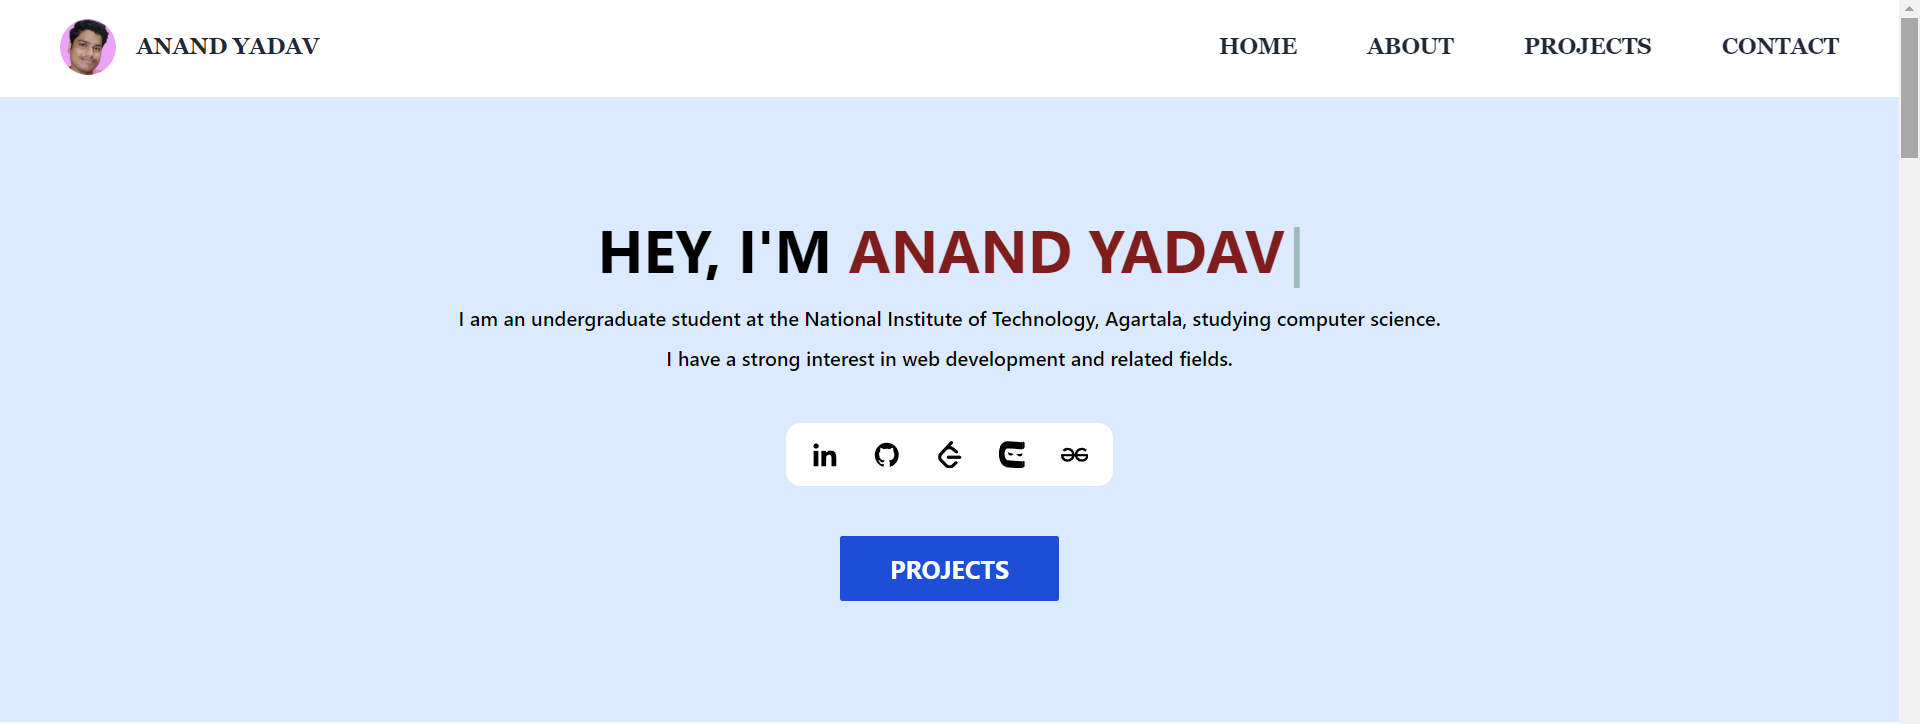 ANAND YADAV
HOME ABOUT PROJECTS CONTACT
HEY, I'M ANAND YADAV
I am an undergraduate student at the National Institute of Technology, Agartala, studying computer science.
I have a strong interest in web development and related fields.
in
PROJECTS